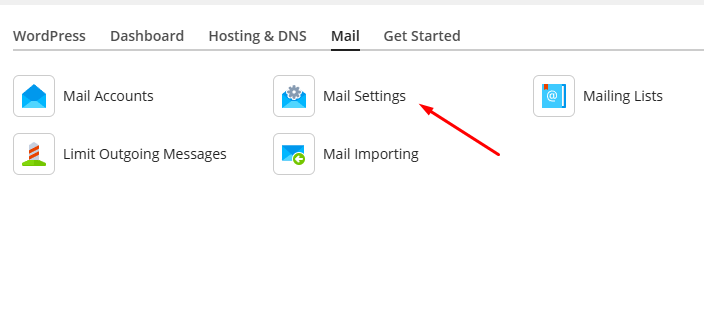 WordPress Dashboard Hosting & DNS Mail Get Started
Mail Accounts Mail Settings @ Mailing Lists
Limit Outgoing Messages Mail Importing